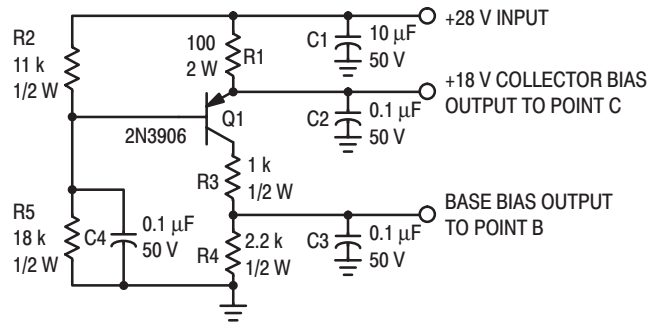 +28 V INPUT
R2
11 k
1/2 W
100
2 W
R1
C1
10 µF
50 V
+18 V COLLECTOR BIAS
OUTPUT TO POINT C
2N3906
Q1
C2
0.1 µF
50 V
R3
1 k
1/2 W
BASE BIAS OUTPUT
TO POINT B
R5
18 k
1/2 W
C4
0.1 µF
50 V
R4
2.2 k
1/2 W
C3
0.1 µF
50 V